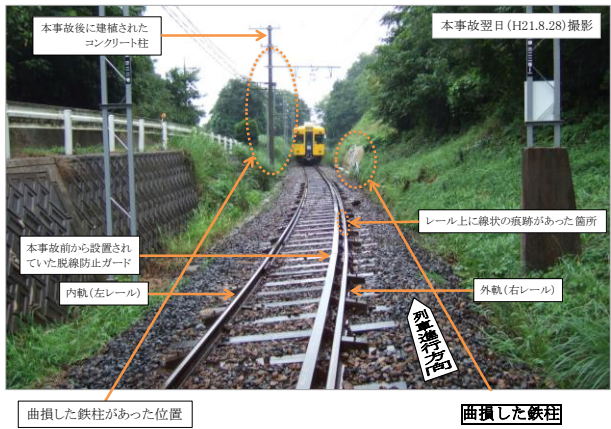 本事故後に建植された
コンクリート柱
本事故翌日(H21.8.28)撮影
レール上に線状の痕跡があった箇所
本事故前から設置され
ていた脱線防止ガード
内軌(左レール)
外軌(右レール)
列車進行方向
曲損した鉄柱があった位置
曲損した鉄柱